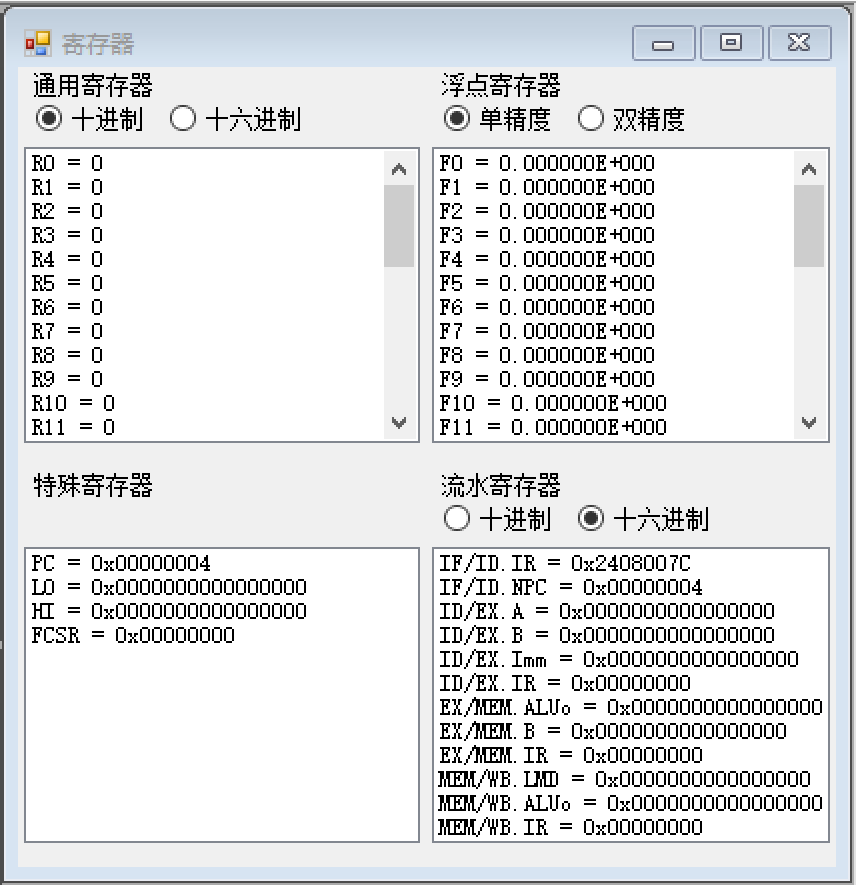 寄存器
通用寄存器
十进制 十六进制
R0 = 0
R1 = 0
R2 = 0
R3 = 0
R4 = 0
R5 = 0
R6 = 0
R7 = 0
R8 = 0
R9 = 0
R10 = 0
R11 = 0
浮点寄存器
单精度 双精度
F0 = 0.000000E+000
F1 = 0.000000E+000
F2 = 0.000000E+000
F3 = 0.000000E+000
F4 = 0.000000E+000
F5 = 0.000000E+000
F6 = 0.000000E+000
F7 = 0.000000E+000
F8 = 0.000000E+000
F9 = 0.000000E+000
F10 = 0.000000E+000
F11 = 0.000000E+000
特殊寄存器
PC = 0x00000004
LO = 0x0000000000000000
HI = 0x0000000000000000
FCSR = 0x00000000
流水寄存器
十进制 十六进制
IF/ID.IR = 0x2408007C
IF/ID.NPC = 0x00000004
ID/EX.A = 0x0000000000000000
ID/EX.B = 0x0000000000000000
ID/EX.Imm = 0x0000000000000000
ID/EX.IR = 0x00000000
EX/MEM.ALUo = 0x0000000000000000
EX/MEM.B = 0x0000000000000000
EX/MEM.IR = 0x00000000
MEM/WB.LMD = 0x0000000000000000
MEM/WB.ALUo = 0x0000000000000000
MEM/WB.IR = 0x00000000